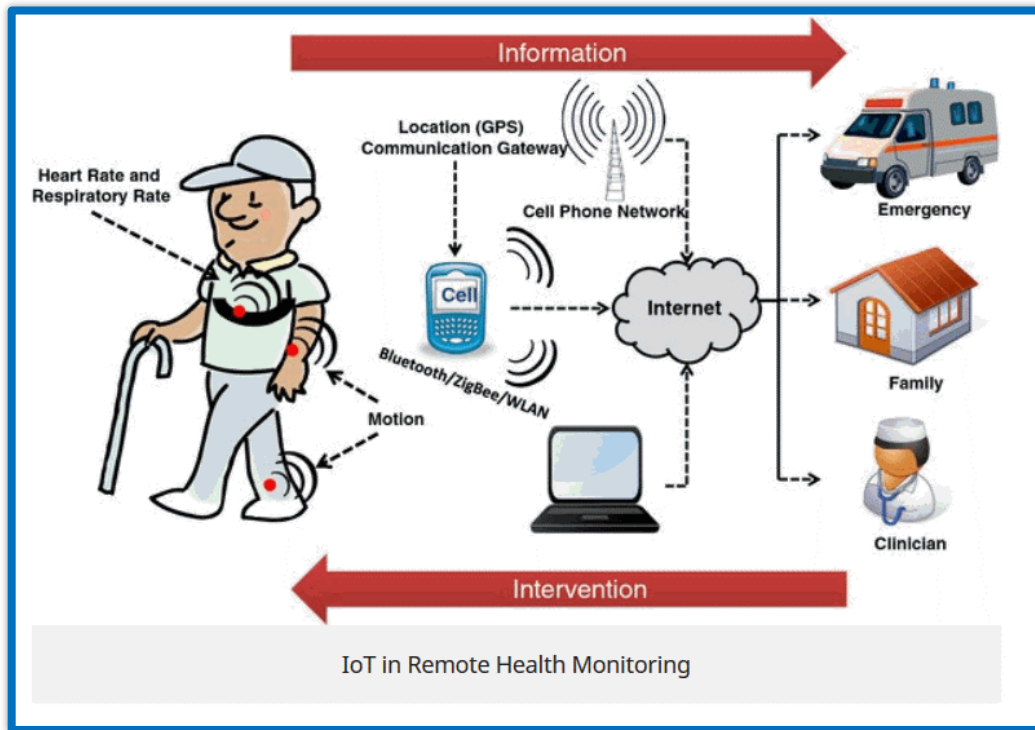 Information
Location (GPS)
Communication Gateway
Heart Rate and
Respiratory Rate
Cell Phone Network
Emergency
Cell
Internet
Bluetooth/ZigBee/WLAN
Family
Motion
Clinician
Intervention
IoT in Remote Health Monitoring